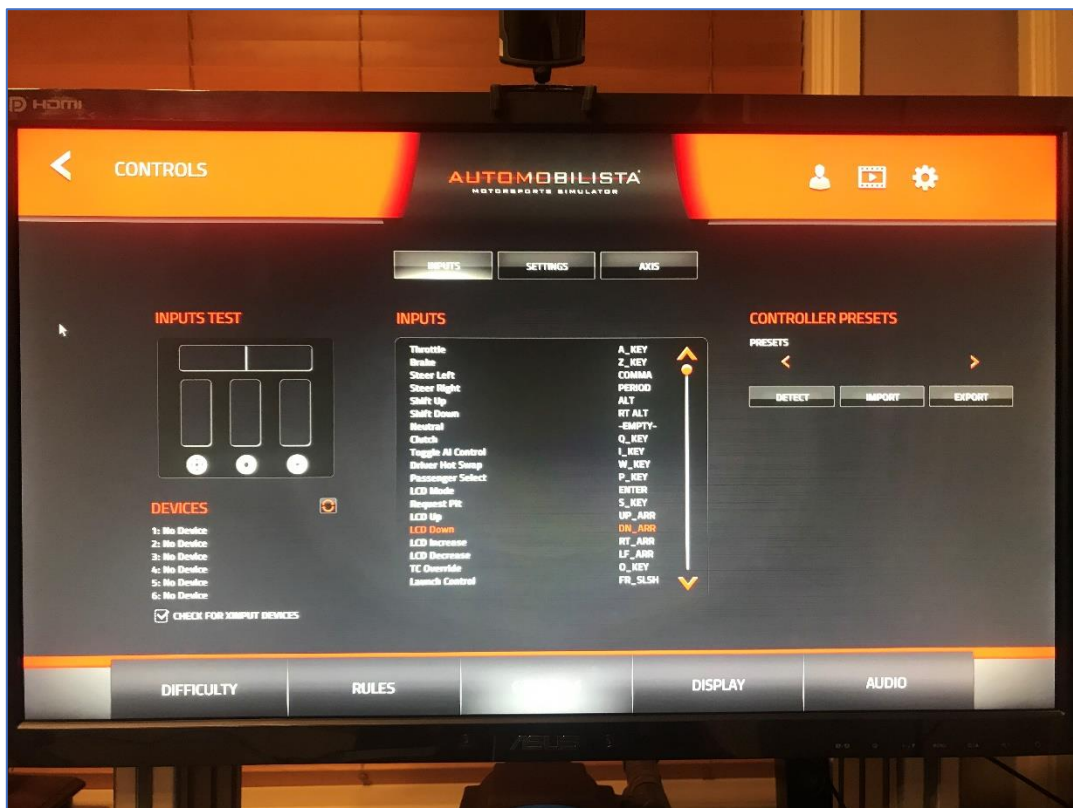 HDMI
CONTROLS
AUTOMOBILISTA
MOTORSPORTS SIMULATOR
INPUTS
SETTINGS
AXIS
INPUTS TEST
INPUTS
CONTROLLER PRESETS
PRESETS
DETECT
IMPORT
EXPORT
Throttle A_KEY
Brake Z_KEY
Steer Left COMMA
Steer Right PERIOD
Shift Up ALT
Shift Down RT ALT
Neutral -EMPTY-
Clutch Q_KEY
Toggle AI Control I_KEY
Driver Hot Swap W_KEY
Passenger Select P_KEY
LCD Mode ENTER
Request Pit S_KEY
LCD Up UP_ARR
LCD Down DN_ARR
LCD Increase RT_ARR
LCD Decrease LF_ARR
TC Override O_KEY
Launch Control FR_SLSH
DEVICES
1: No Device
2: No Device
3: No Device
4: No Device
5: No Device
6: No Device
CHECK FOR XINPUT DEVICES
DIFFICULTY
RULES
DISPLAY
AUDIO
ASUS